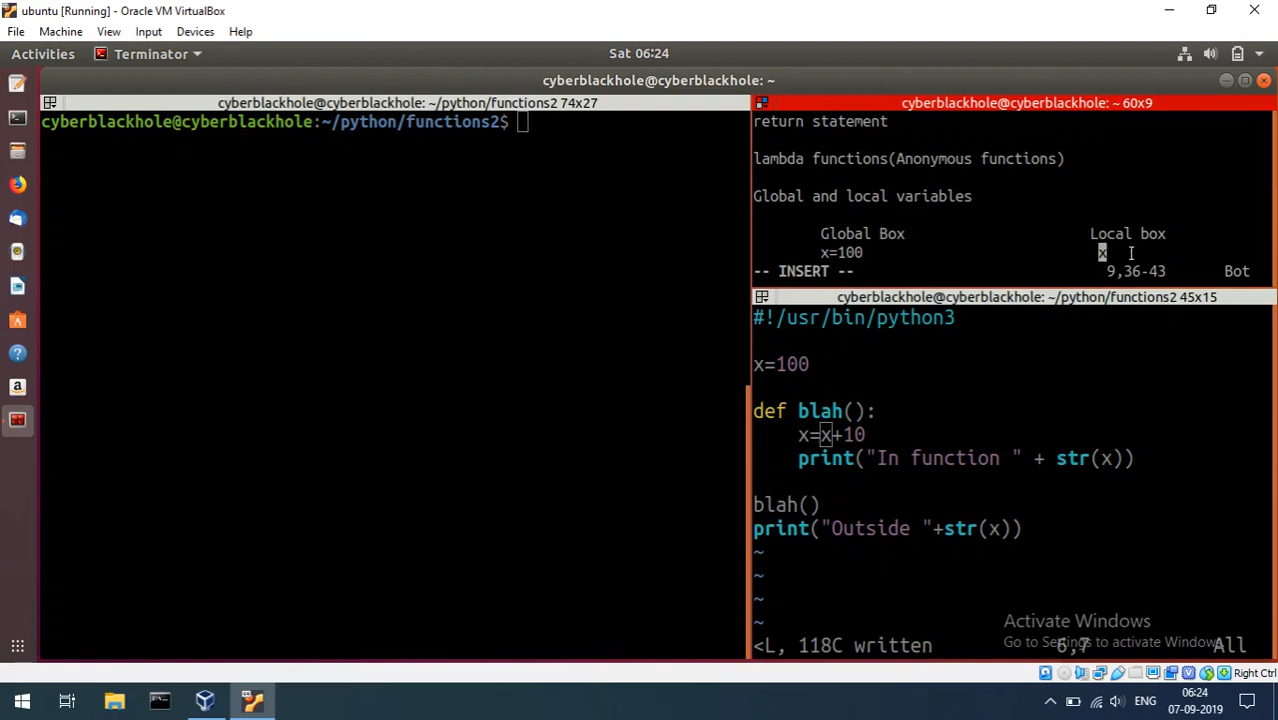 ubuntu [Running] - Oracle VM VirtualBox
File Machine View Input Devices Help
Activities Terminator Sat 06:24
cyberblackhole@cyberblackhole: ~
cyberblackhole@cyberblackhole: ~/python/functions2 74x27
cyberblackhole@cyberblackhole:~/python/functions2$
cyberblackhole@cyberblackhole: ~ 60x9
return statement
lambda functions(Anonymous functions)
Global and local variables
Global Box Local box
x=100 x
-- INSERT -- 9,36-43 Bot
cyberblackhole@cyberblackhole: ~/python/functions2 45x15
#!/usr/bin/python3
x=100
def blah():
x=x+10
print("In function " + str(x))
blah()
print("Outside "+str(x))
~
~
~
~
<L, 118C written 6,7 All
Activate Windows
Go to Settings to activate Windows.
Right Ctrl
ENG
06:24
07-09-2019